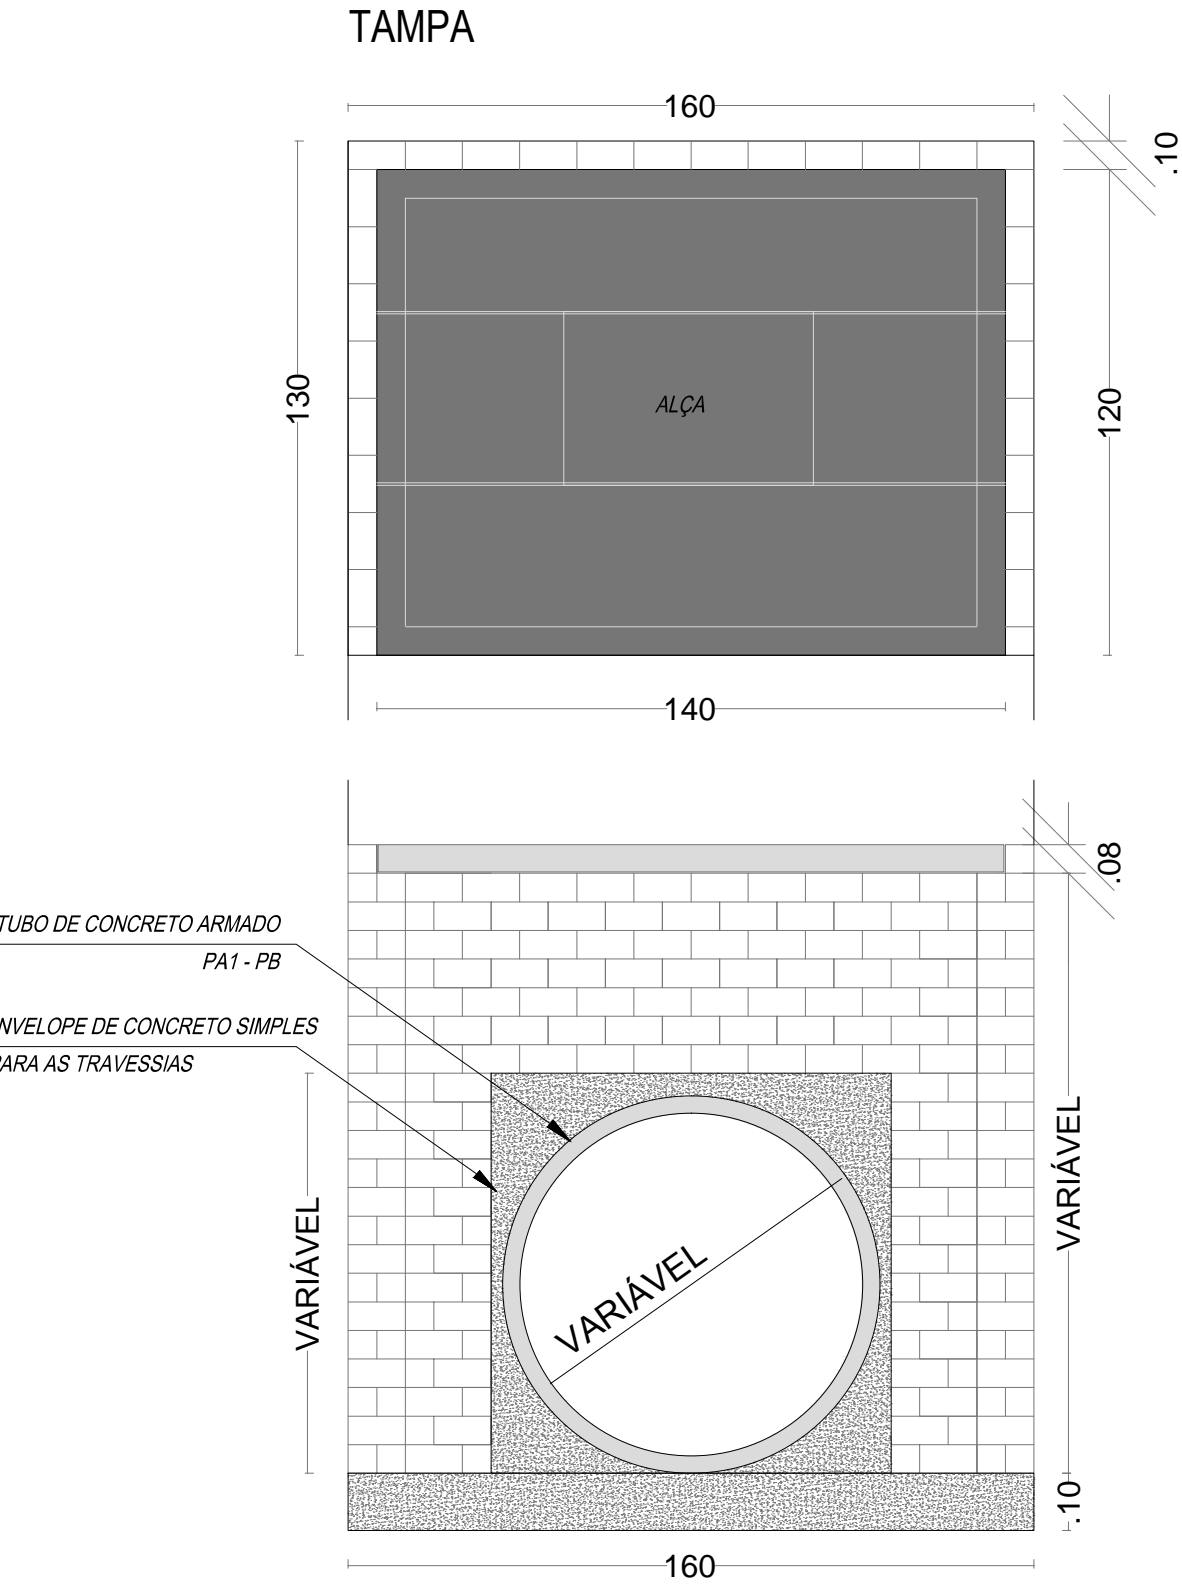 TAMPA
160
.10
130
ALÇA
120
140
.08
TUBO DE CONCRETO ARMADO
PA1 - PB
NVELOPE DE CONCRETO SIMPLES
PARA AS TRAVESSIAS
VARIÁVEL
VARIÁVEL
VARIÁVEL
.10
160